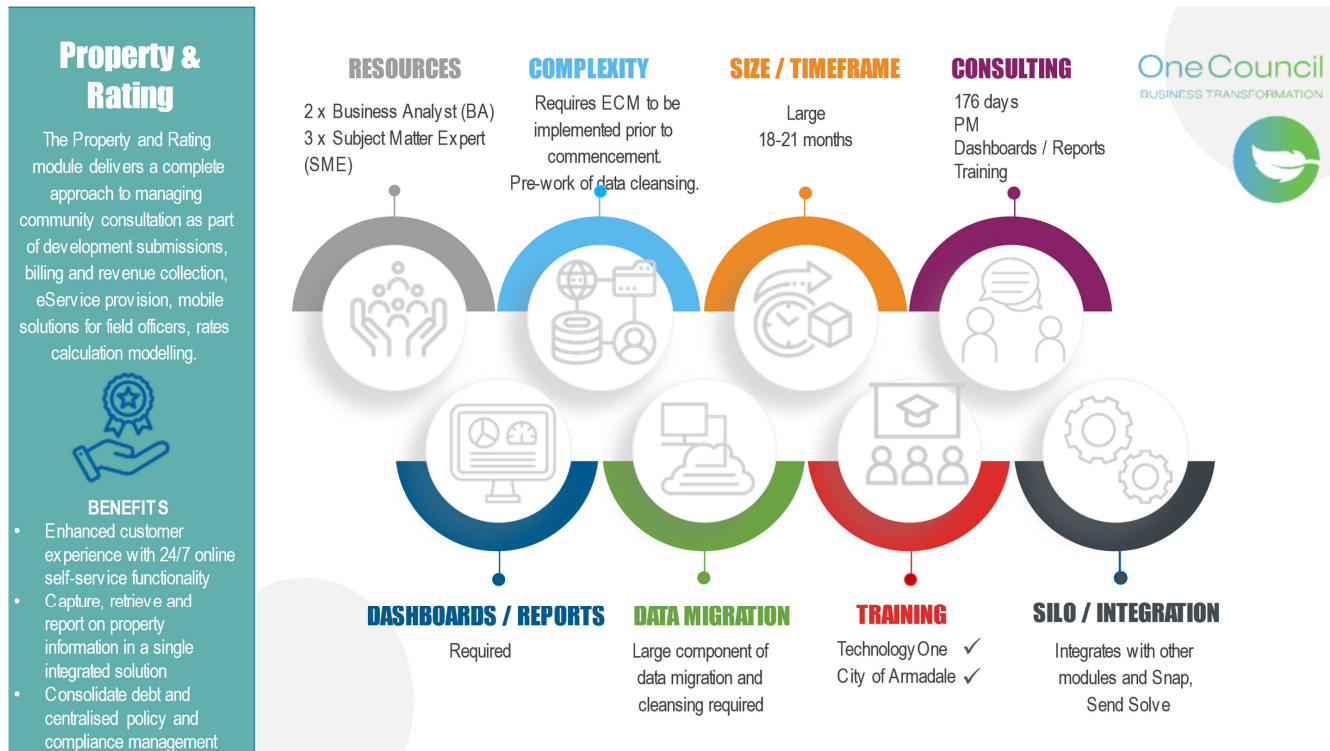 Property &
Rating
The Property and Rating
module delivers a complete
approach to managing
community consultation as part
of development submissions,
billing and revenue collection,
eService provision, mobile
solutions for field officers, rates
calculation modelling.
BENEFITS
• Enhanced customer
experience with 24/7 online
self-service functionality
• Capture, retrieve and
report on property
information in a single
integrated solution
• Consolidate debt and
centralised policy and
compliance management
RESOURCES
2 x Business Analyst (BA)
3 x Subject Matter Expert
(SME)
COMPLEXITY
Requires ECM to be
implemented prior to
commencement.
Pre-work of data cleansing.
SIZE / TIMEFRAME
Large
18-21 months
CONSULTING
176 days
PM
Dashboards / Reports
Training
OneCouncil
BUSINESS TRANSFORMATION
DASHBOARDS / REPORTS
Required
DATA MIGRATION
Large component of
data migration and
cleansing required
TRAINING
Technology One ✓
City of Armadale ✓
SILO / INTEGRATION
Integrates with other
modules and Snap,
Send Solve